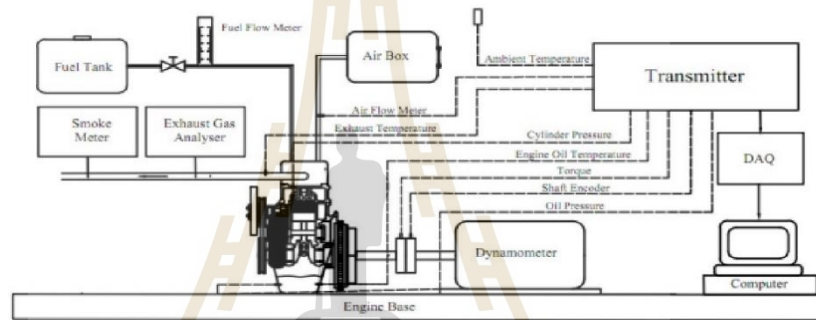 Fuel Flow Meter
Fuel Tank
Air Box
Ambient Temperature
Transmitter
Air Flow Meter
Smoke
Meter
Exhaust Gas
Analyser
Exhaust Temperature
Cylinder Pressure
Engine Oil Temperature
DAQ
Torque
Shaft Encoder
Oil Pressure
Dynamometer
Computer
Engine Base